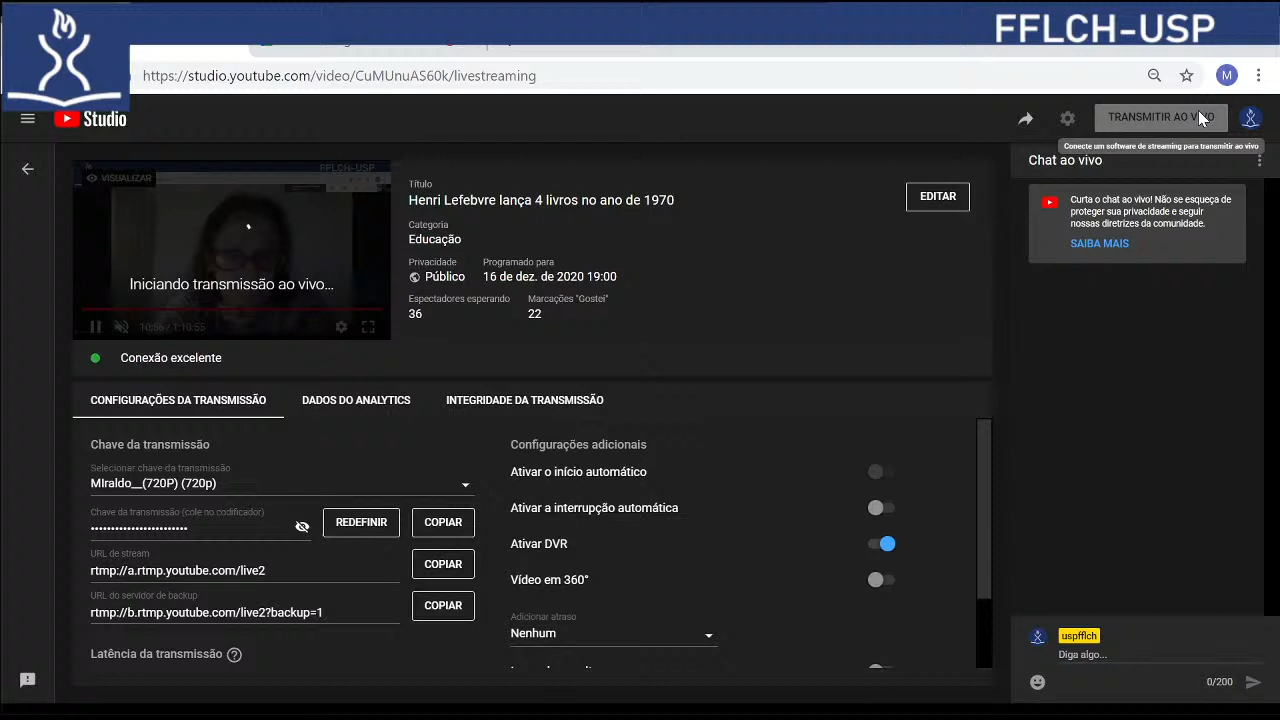 FFLCH-USP
https://studio.youtube.com/video/CuMUnuAS60k/livestreaming
M
Studio
TRANSMITIR AO VIVO
Conecte um software de streaming para transmitir ao vivo
Chat ao vivo
FFLCH-USP
VISUALIZAR
Iniciando transmissão ao vivo...
10:56 / 1:10:55
Título
Henri Lefebvre lança 4 livros no ano de 1970
EDITAR
Categoria
Educação
Privacidade
Programado para
Público
16 de dez. de 2020 19:00
Espectadores esperando
Marcações "Gostei"
36
22
Curta o chat ao vivo! Não se esqueça de
proteger sua privacidade e seguir
nossas diretrizes da comunidade.
SAIBA MAIS
Conexão excelente
CONFIGURAÇÕES DA TRANSMISSÃO
DADOS DO ANALYTICS
INTEGRIDADE DA TRANSMISSÃO
Chave da transmissão
Selecionar chave da transmissão
MIraldo__(720P) (720p)
Chave da transmissão (cole no codificador)
••••••••••••••••••••••••
REDEFINIR
COPIAR
URL de stream
rtmp://a.rtmp.youtube.com/live2
COPIAR
URL do servidor de backup
rtmp://b.rtmp.youtube.com/live2?backup=1
COPIAR
Latência da transmissão
Configurações adicionais
Ativar o início automático
Ativar a interrupção automática
Ativar DVR
Vídeo em 360°
Adicionar atraso
Nenhum
uspfflch
Diga algo...
0/200